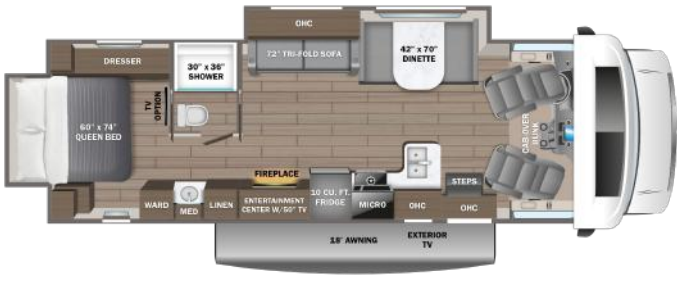 OHC
DRESSER
30" x 36"
SHOWER
72" TRI-FOLD SOFA
42" x 70"
DINETTE
TV
OPTION
60" x 74"
QUEEN BED
CAB-OVER
BUNK
FIREPLACE
WARD
MED
LINEN
ENTERTAINMENT
CENTER W/50" TV
10 CU. FT.
FRIDGE
MICRO
OHC
STEPS
OHC
18' AWNING
EXTERIOR
TV